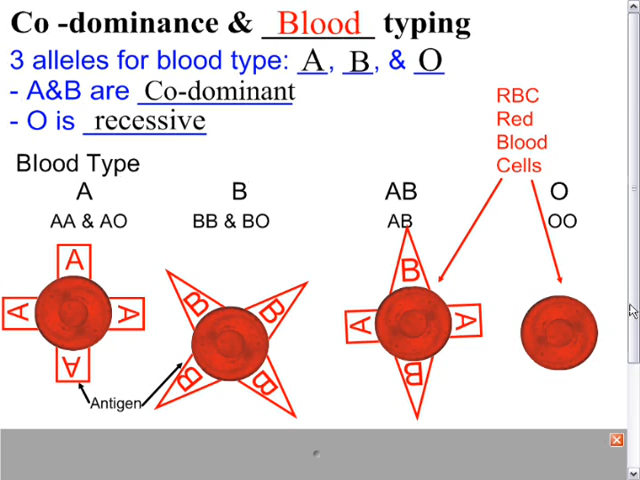 Co -dominance & Blood typing
3 alleles for blood type: A, B, & O
- A&B are Co-dominant
- O is recessive
RBC
Red
Blood
Cells
Blood Type
A B AB O
AA & AO BB & BO AB OO
A A A A
B B B B
B A A B
Antigen